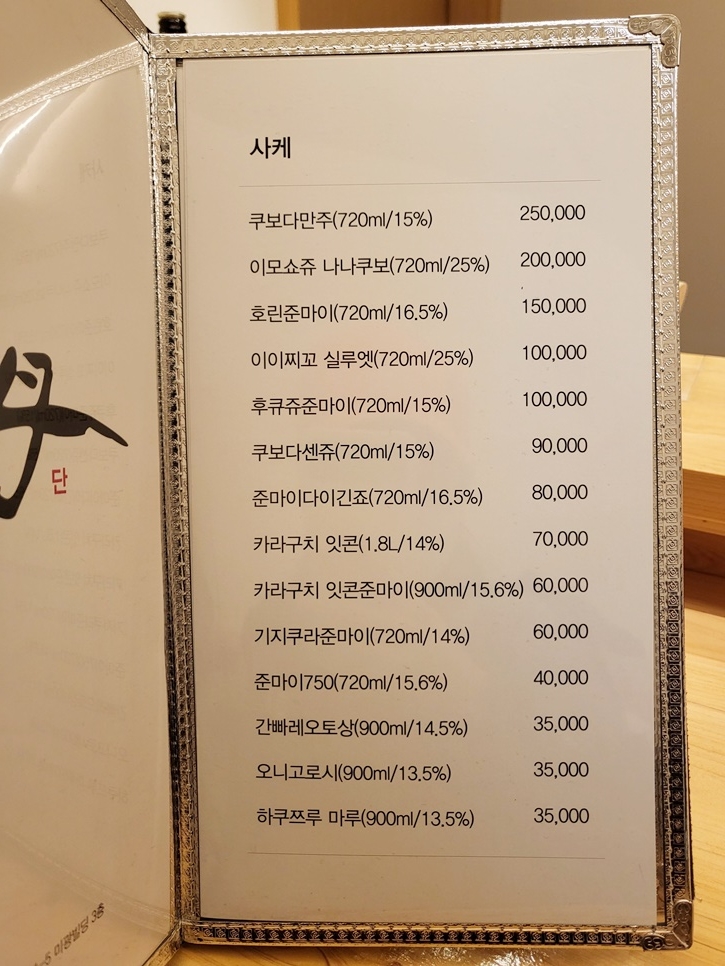 사케
쿠보다만주(720ml/15%) 250,000
이모쇼쥬 나나쿠보(720ml/25%) 200,000
호린준마이(720ml/16.5%) 150,000
이이찌꼬 실루엣(720ml/25%) 100,000
후큐쥬준마이(720ml/15%) 100,000
쿠보다센쥬(720ml/15%) 90,000
준마이다이긴죠(720ml/16.5%) 80,000
카라구치 잇콘(1.8L/14%) 70,000
카라구치 잇콘준마이(900ml/15.6%) 60,000
기지쿠라준마이(720ml/14%) 60,000
준마이750(720ml/15.6%) 40,000
간빠레오토상(900ml/14.5%) 35,000
오니고로시(900ml/13.5%) 35,000
하쿠쯔루 마루(900ml/13.5%) 35,000
단
빌딩 3층